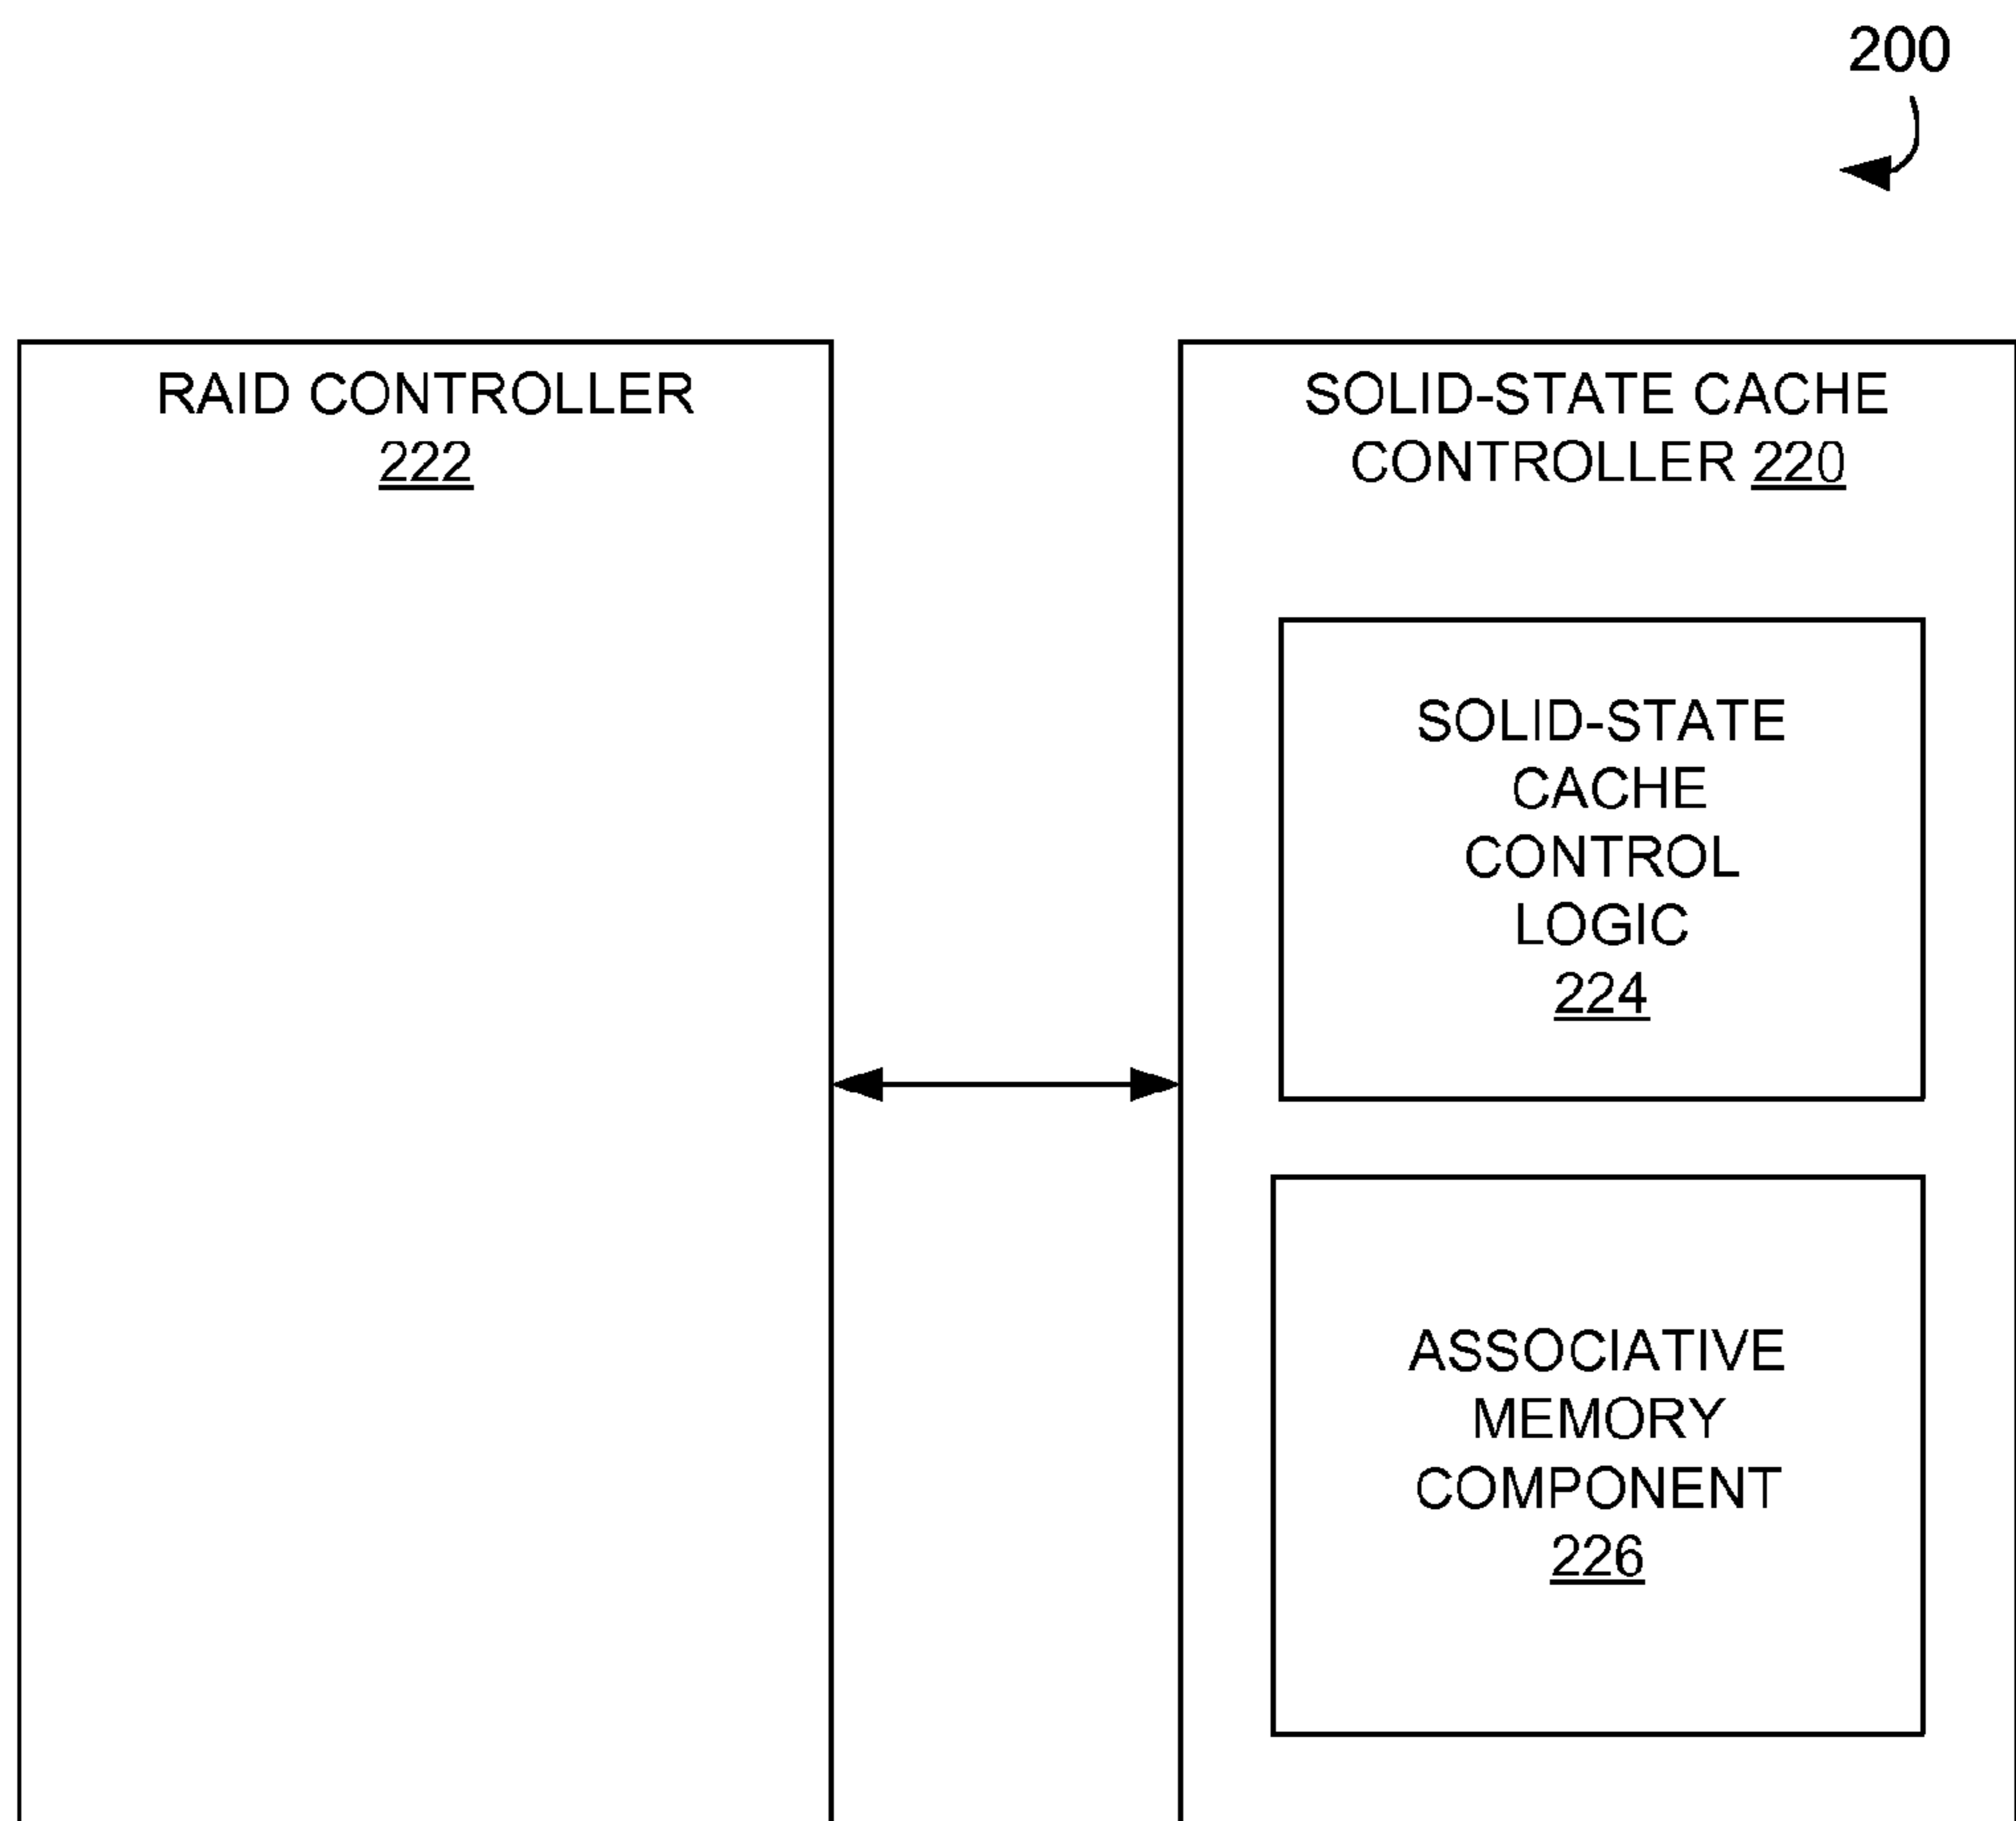 200
RAID CONTROLLER
222
SOLID-STATE CACHE
CONTROLLER 220
SOLID-STATE
CACHE
CONTROL
LOGIC
224
ASSOCIATIVE
MEMORY
COMPONENT
226